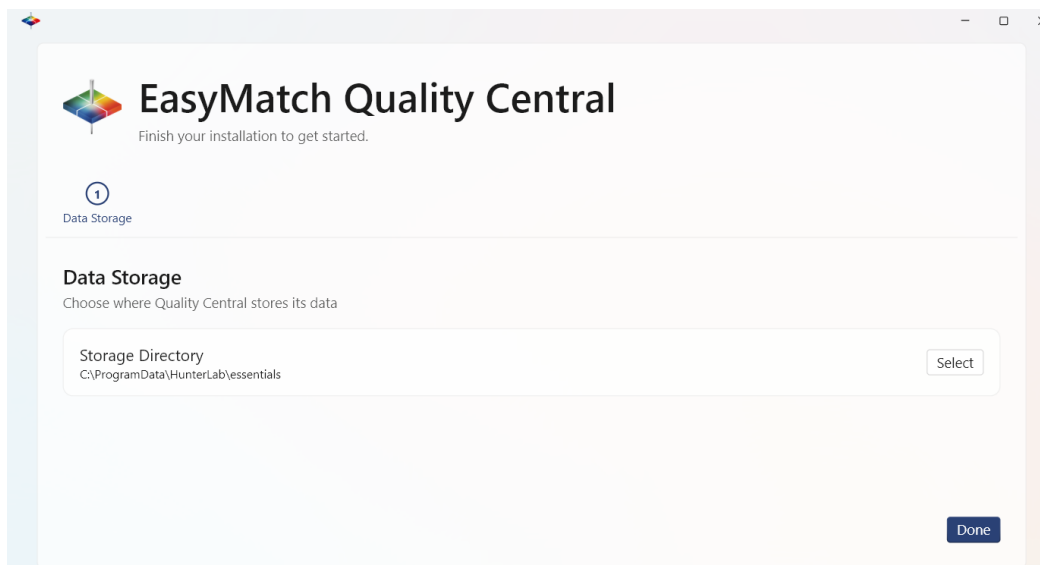 EasyMatch Quality Central
Finish your installation to get started.
1
Data Storage
Data Storage
Choose where Quality Central stores its data
Storage Directory
C:\ProgramData\HunterLab\essentials
Select
Done